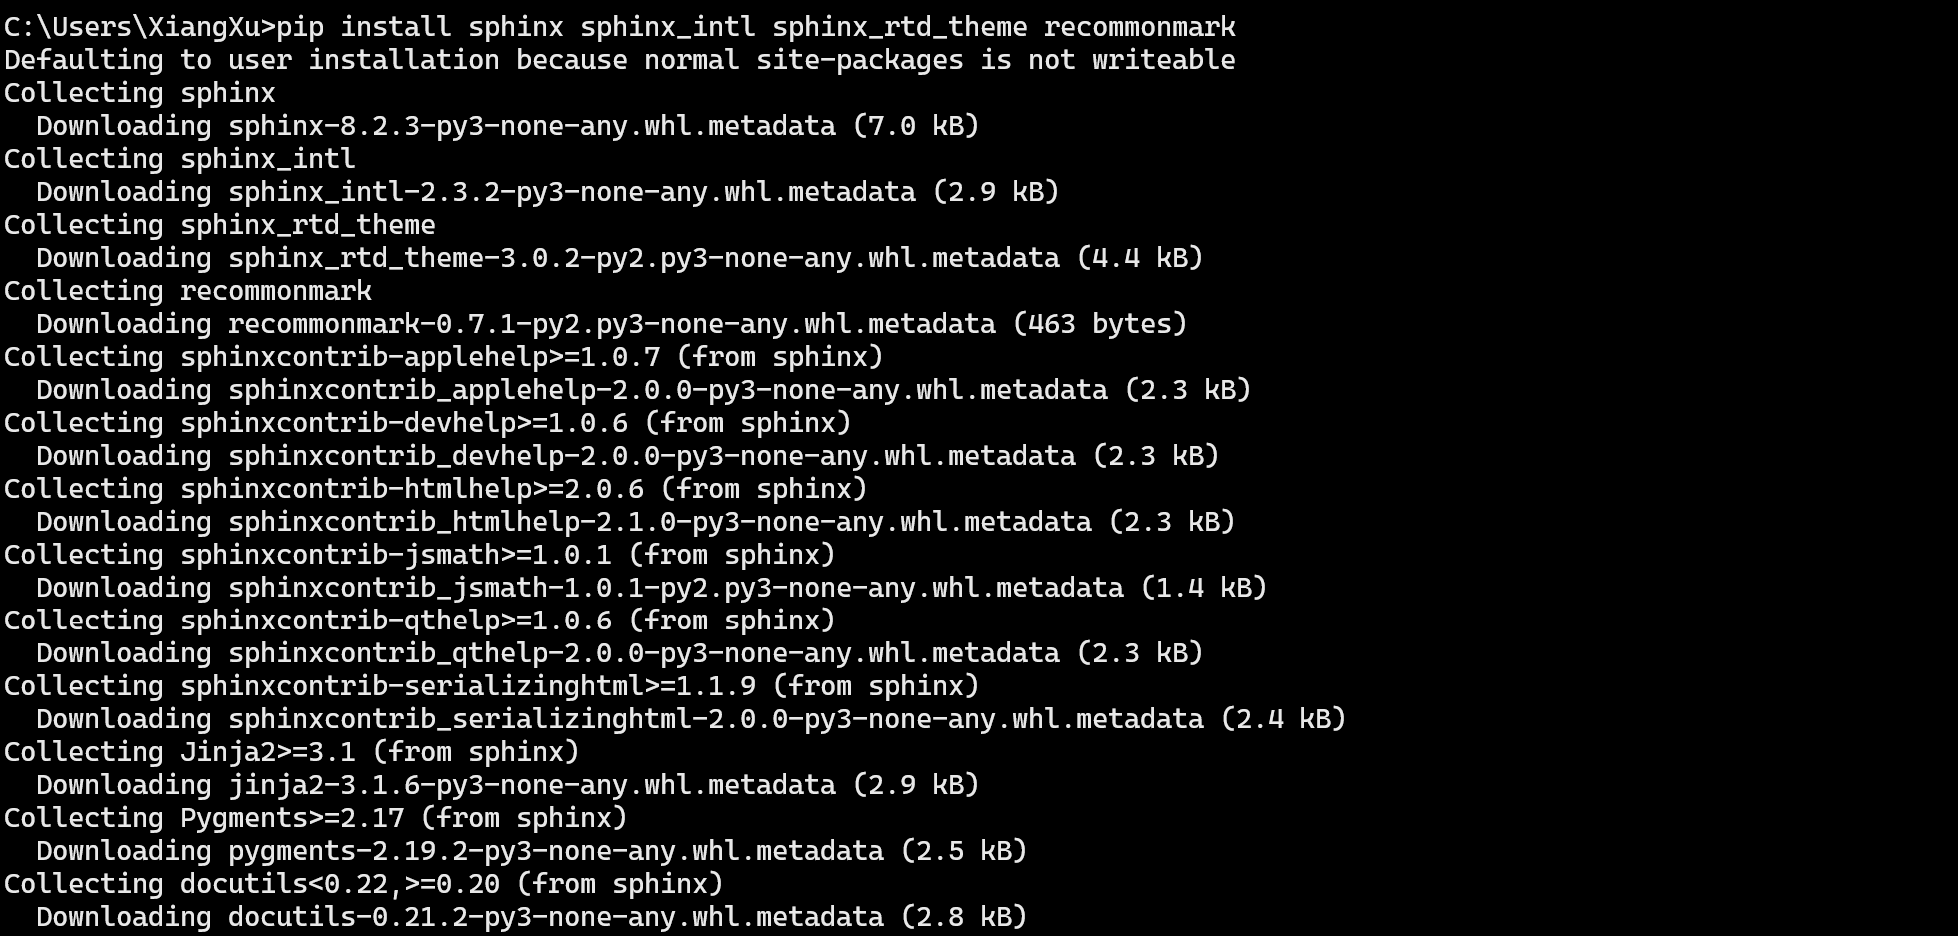 C:\Users\XiangXu>pip install sphinx sphinx_intl sphinx_rtd_theme recommonmark
Defaulting to user installation because normal site-packages is not writeable
Collecting sphinx
  Downloading sphinx-8.2.3-py3-none-any.whl.metadata (7.0 kB)
Collecting sphinx_intl
  Downloading sphinx_intl-2.3.2-py3-none-any.whl.metadata (2.9 kB)
Collecting sphinx_rtd_theme
  Downloading sphinx_rtd_theme-3.0.2-py2.py3-none-any.whl.metadata (4.4 kB)
Collecting recommonmark
  Downloading recommonmark-0.7.1-py2.py3-none-any.whl.metadata (463 bytes)
Collecting sphinxcontrib-applehelp>=1.0.7 (from sphinx)
  Downloading sphinxcontrib_applehelp-2.0.0-py3-none-any.whl.metadata (2.3 kB)
Collecting sphinxcontrib-devhelp>=1.0.6 (from sphinx)
  Downloading sphinxcontrib_devhelp-2.0.0-py3-none-any.whl.metadata (2.3 kB)
Collecting sphinxcontrib-htmlhelp>=2.0.6 (from sphinx)
  Downloading sphinxcontrib_htmlhelp-2.1.0-py3-none-any.whl.metadata (2.3 kB)
Collecting sphinxcontrib-jsmath>=1.0.1 (from sphinx)
  Downloading sphinxcontrib_jsmath-1.0.1-py2.py3-none-any.whl.metadata (1.4 kB)
Collecting sphinxcontrib-qthelp>=1.0.6 (from sphinx)
  Downloading sphinxcontrib_qthelp-2.0.0-py3-none-any.whl.metadata (2.3 kB)
Collecting sphinxcontrib-serializinghtml>=1.1.9 (from sphinx)
  Downloading sphinxcontrib_serializinghtml-2.0.0-py3-none-any.whl.metadata (2.4 kB)
Collecting Jinja2>=3.1 (from sphinx)
  Downloading jinja2-3.1.6-py3-none-any.whl.metadata (2.9 kB)
Collecting Pygments>=2.17 (from sphinx)
  Downloading pygments-2.19.2-py3-none-any.whl.metadata (2.5 kB)
Collecting docutils<0.22,>=0.20 (from sphinx)
  Downloading docutils-0.21.2-py3-none-any.whl.metadata (2.8 kB)